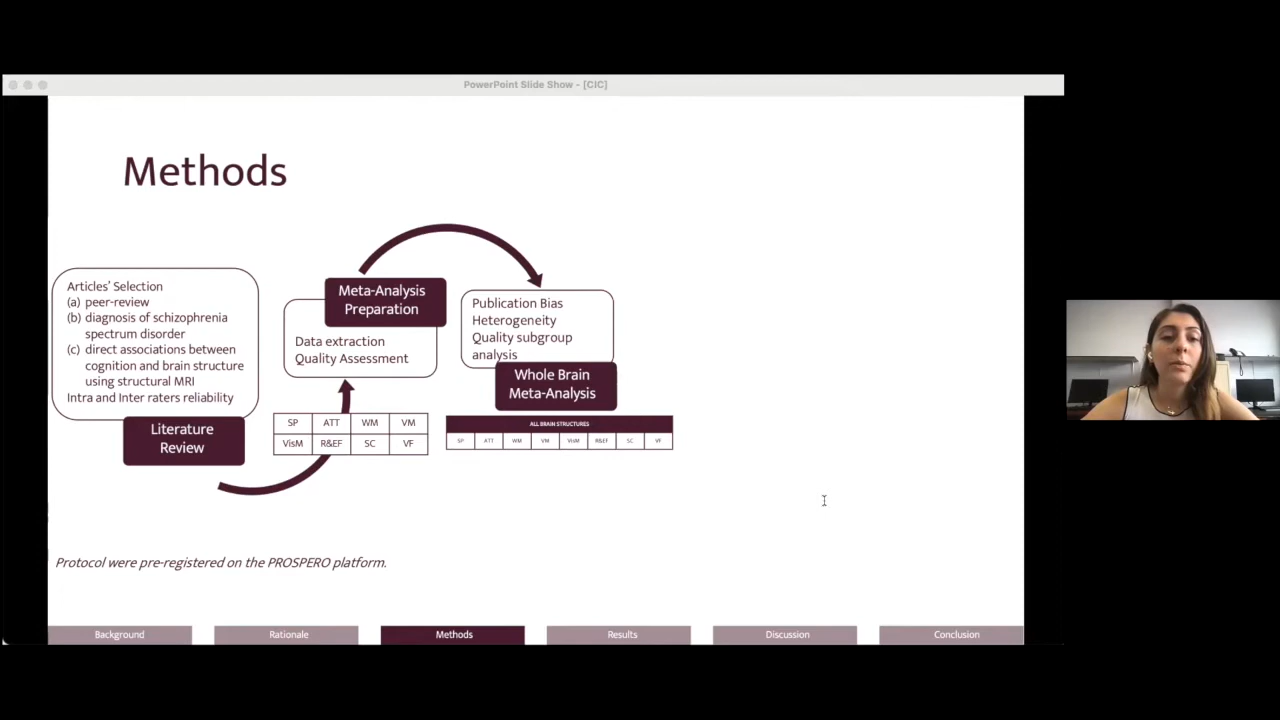 PowerPoint Slide Show - [CIC]
Methods
Articles’ Selection
(a) peer-review
(b) diagnosis of schizophrenia
spectrum disorder
(c) direct associations between
cognition and brain structure
using structural MRI
Intra and Inter raters reliability
Literature
Review
Meta-Analysis
Preparation
Data extraction
Quality Assessment
SP ATT WM VM
VisM R&EF SC VF
Publication Bias
Heterogeneity
Quality subgroup
analysis
Whole Brain
Meta-Analysis
ALL BRAIN STRUCTURES
SP ATT WM VM VisM R&EF SC VF
Protocol were pre-registered on the PROSPERO platform.
Background Rationale Methods Results Discussion Conclusion